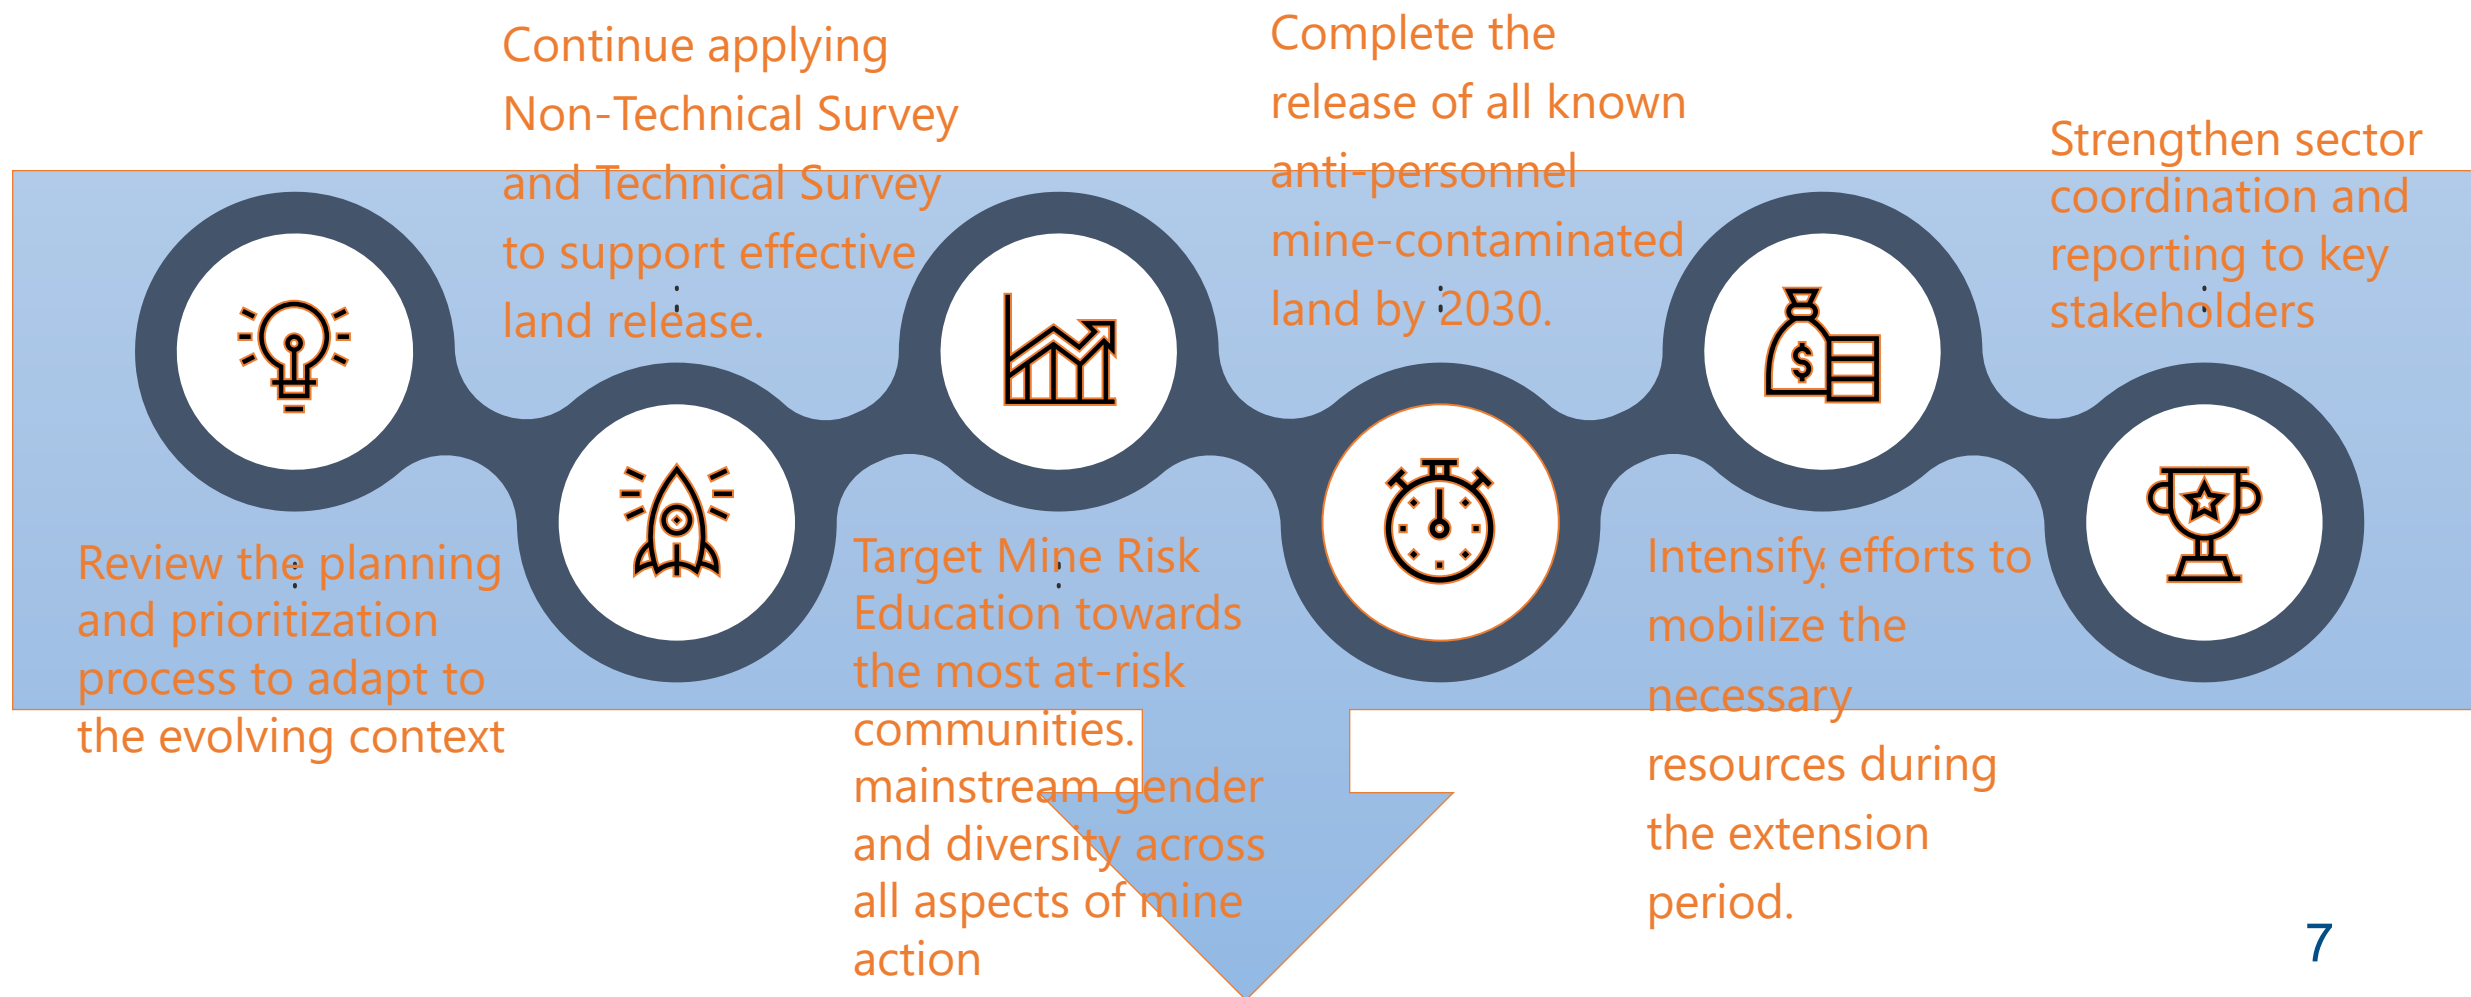 Review the planning
and prioritization
process to adapt to
the evolving context
Continue applying
Non-Technical Survey
and Technical Survey
to support effective
land release.
Target Mine Risk
Education towards
the most at-risk
communities.
mainstream gender
and diversity across
all aspects of mine
action
Complete the
release of all known
anti-personnel
mine-contaminated
land by 2030.
Intensify efforts to
mobilize the
necessary
resources during
the extension
period.
Strengthen sector
coordination and
reporting to key
stakeholders
$
7